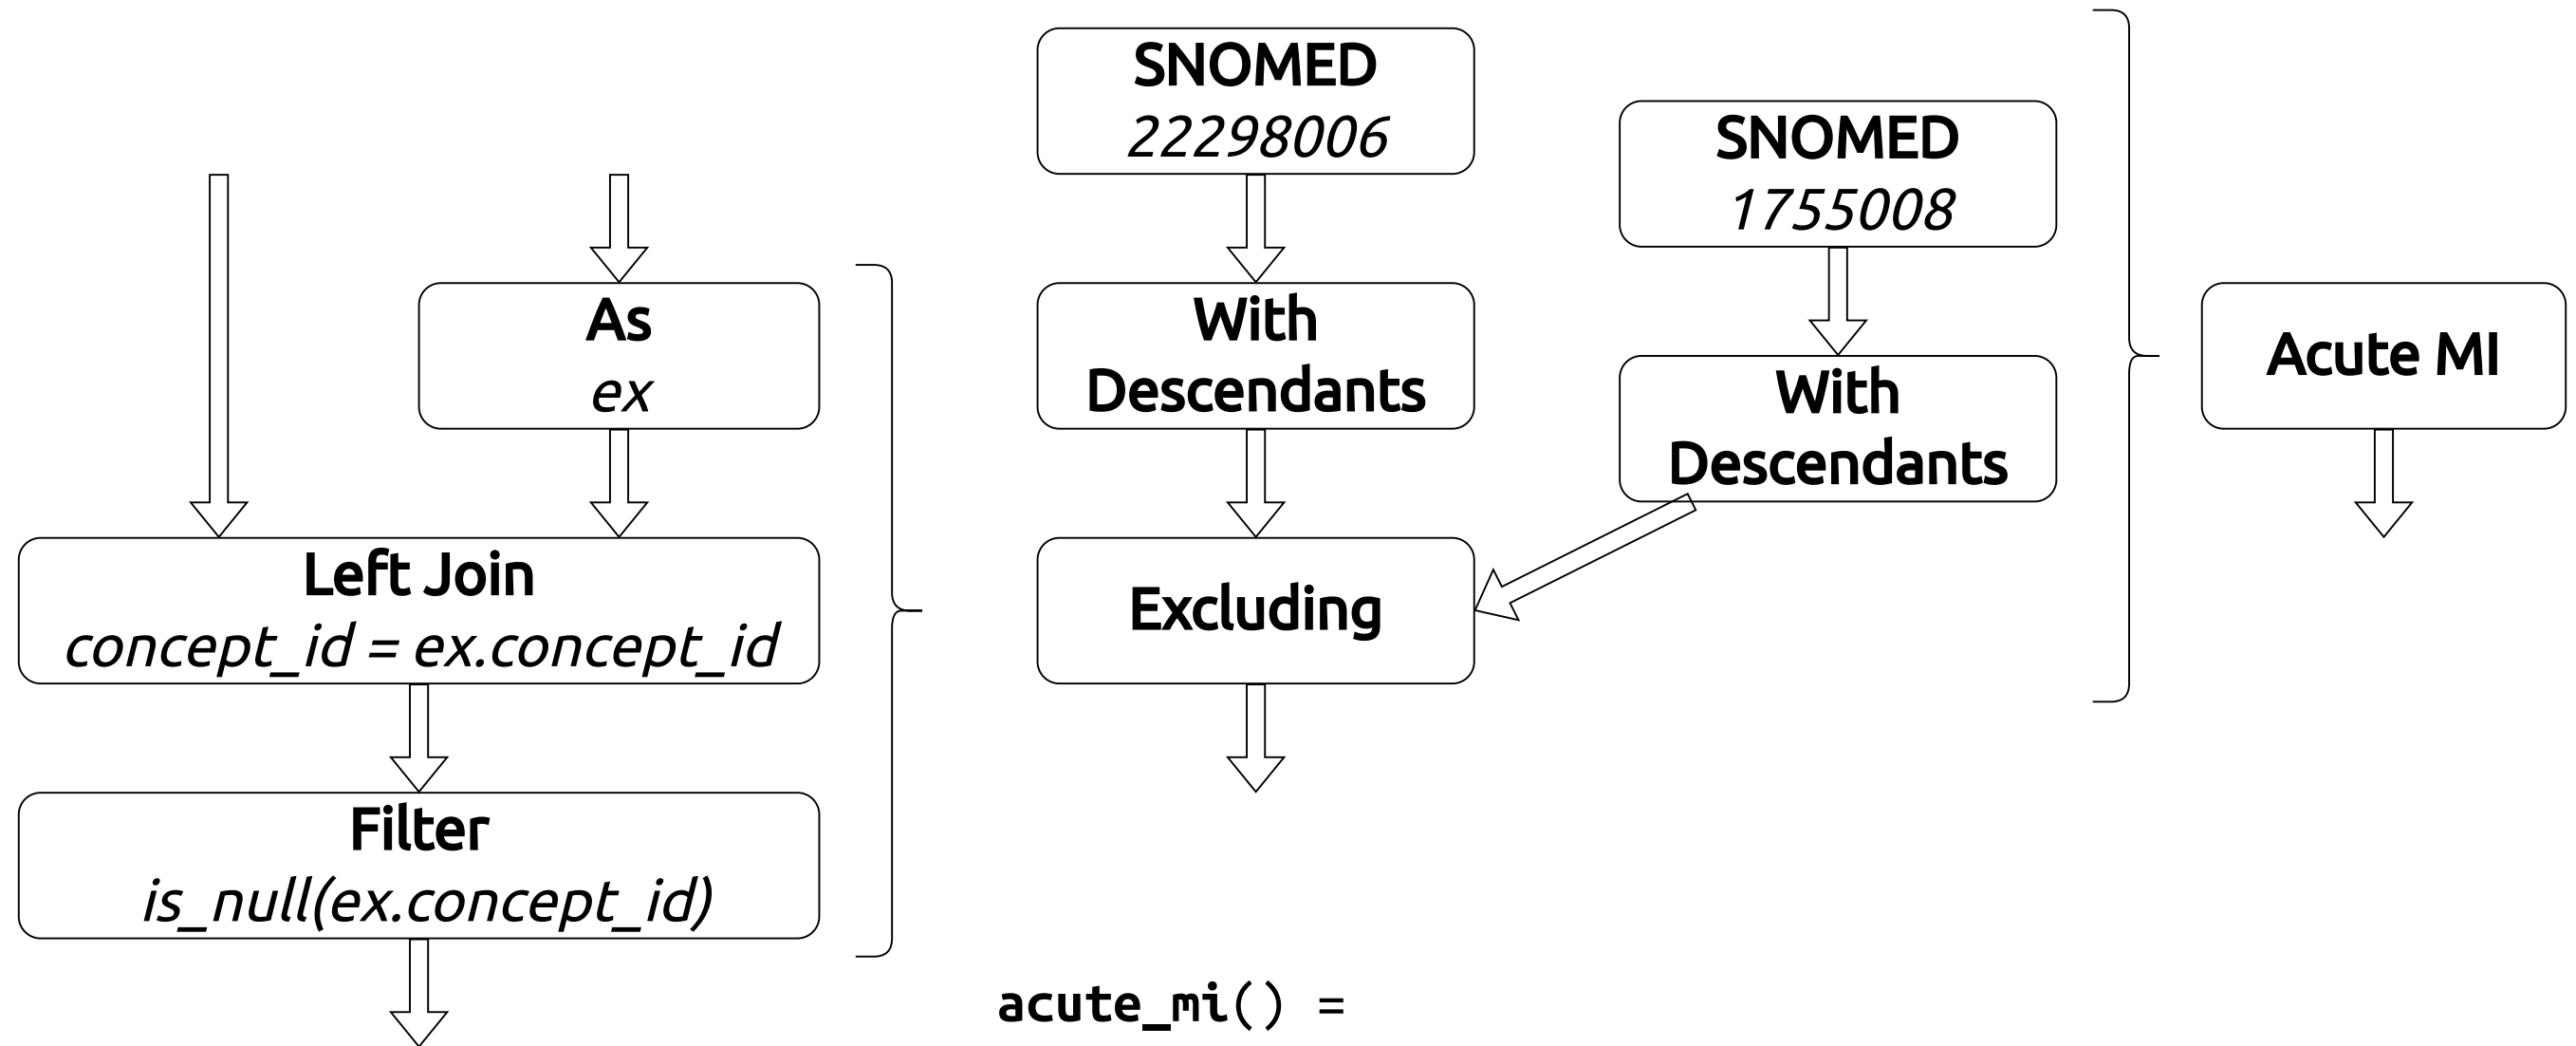 As
ex
Left Join
concept_id = ex.concept_id
Filter
is_null(ex.concept_id)
SNOMED
22298006
With
Descendants
Excluding
SNOMED
1755008
With
Descendants
Acute MI
acute_mi() =